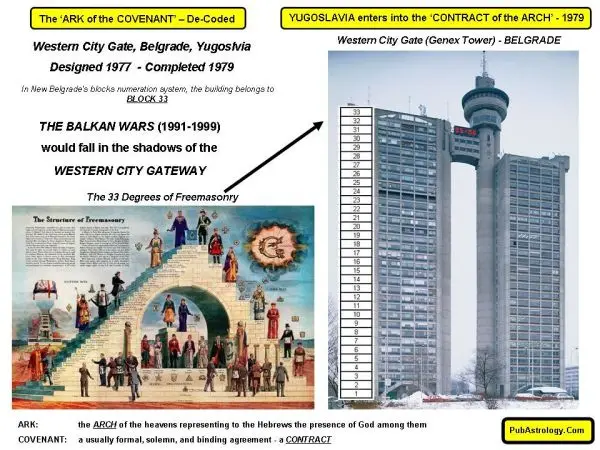 The 'ARK of the COVENANT' – De-Coded
YUGOSLAVIA enters into the 'CONTRACT of the ARCH' - 1979
Western City Gate, Belgrade, Yugoslvia
Designed 1977 - Completed 1979
In New Belgrade's blocks numeration system, the building belongs to
BLOCK 33
THE BALKAN WARS (1991-1999)
would fall in the shadows of the
WESTERN CITY GATEWAY
The 33 Degrees of Freemasonry
The Structure of Freemasonry
Western City Gate (Genex Tower) - BELGRADE
33
32
31
30
29
28
27
26
25
24
23
22
21
20
19
18
17
16
15
14
13
12
11
10
9
8
7
6
5
4
3
2
1
ARK: the ARCH of the heavens representing to the Hebrews the presence of God among them
COVENANT: a usually formal, solemn, and binding agreement - a CONTRACT
PubAstrology.Com